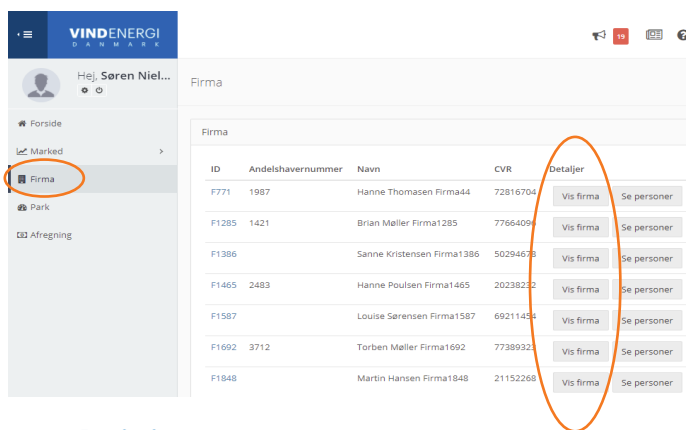 VINDENERGI
DANMARK
19
Hej, Søren Niel...
Firma
Forside
Marked
Firma
Park
Afregning
Firma
ID Andelshavernummer Navn CVR Detaljer
F771 1987 Hanne Thomasen Firma44 72816704 Vis firma Se personer
F1285 1421 Brian Møller Firma1285 77664096 Vis firma Se personer
F1386 Sanne Kristensen Firma1386 50294678 Vis firma Se personer
F1465 2483 Hanne Poulsen Firma1465 20238232 Vis firma Se personer
F1587 Louise Sørensen Firma1587 69211454 Vis firma Se personer
F1692 3712 Torben Møller Firma1692 77389323 Vis firma Se personer
F1848 Martin Hansen Firma1848 21152268 Vis firma Se personer